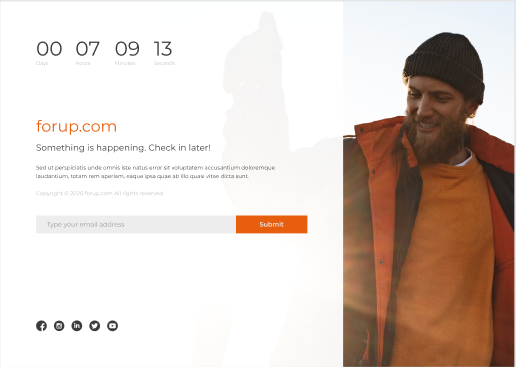 00 07 09 13
Days Hours Minutes Seconds
forup.com
Something is happening. Check in later!
Sed ut perspiciatis unde omnis iste natus error sit voluptatem accusantium doloremque
laudantium, totam rem aperiam, eaque ipsa quae ab illo quasi vitae dicta sunt.
Copyright © 2020 forup.com All rights reserved
Type your email address Submit